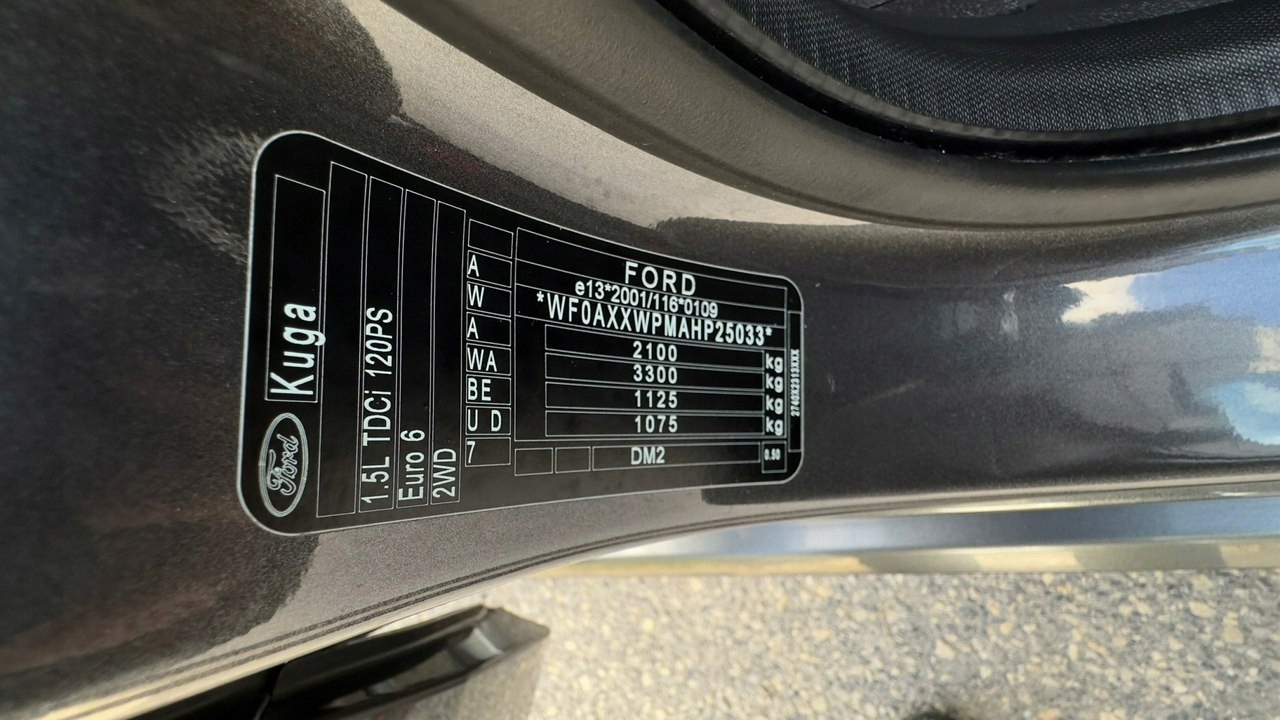 Ford
Kuga
1.5L TDCi 120PS
Euro 6
2WD
A
W
A
WA
BE
U D
7
FORD
e13*2001/116*0109
*WF0AXXWPMAHP25033*
2100 kg
3300 kg
1125 kg
1075 kg
DM2 0.50
2740X2313XXX